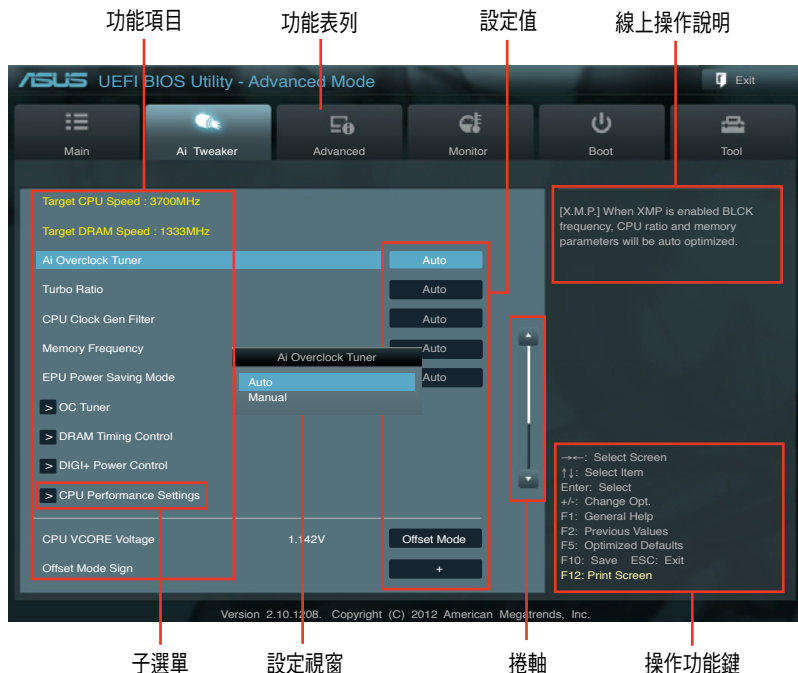 功能項目 功能表列 設定值 線上操作說明
ASUS UEFI BIOS Utility - Advanced Mode Exit
Main Ai Tweaker Advanced Monitor Boot Tool
Target CPU Speed : 3700MHz
Target DRAM Speed : 1333MHz
[X.M.P.] When XMP is enabled BLCK
frequency, CPU ratio and memory
parameters will be auto optimized.
Ai Overclock Tuner Auto
Turbo Ratio Auto
CPU Clock Gen Filter Auto
Memory Frequency Auto
EPU Power Saving Mode Auto
Ai Overclock Tuner
Auto
Manual
> OC Tuner
> DRAM Timing Control
> DIGI+ Power Control
> CPU Performance Settings
CPU VCORE Voltage 1.142V Offset Mode
Offset Mode Sign +
→←: Select Screen
↑↓: Select Item
Enter: Select
+/-: Change Opt.
F1: General Help
F2: Previous Values
F5: Optimized Defaults
F10: Save ESC: Exit
F12: Print Screen
Version 2.10.1208. Copyright (C) 2012 American Megatrends, Inc.
子選單 設定視窗 捲軸 操作功能鍵